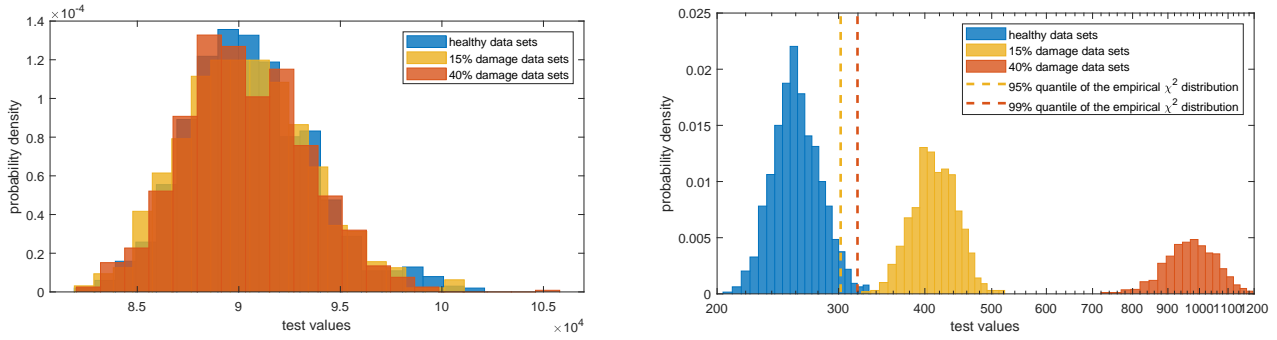 1.4 ×10⁻⁴
1.2
1
0.8
0.6
0.4
0.2
0
probability density
healthy data sets
15% damage data sets
40% damage data sets
8.5
9
9.5
10
10.5
×10⁴
test values
0.025
0.02
0.015
0.01
0.005
0
probability density
healthy data sets
15% damage data sets
40% damage data sets
95% quantile of the empirical χ² distribution
99% quantile of the empirical χ² distribution
200
300
400
500
600
700
800
900
1000
1100
1200
test values